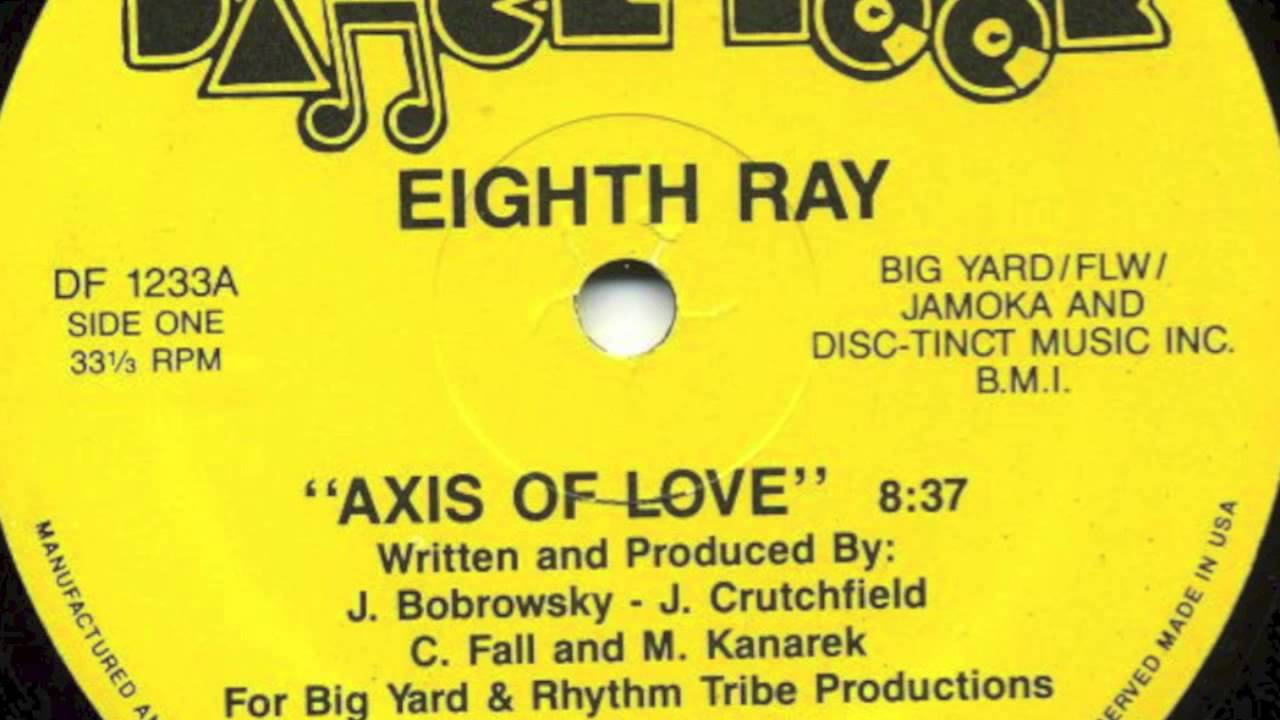 DANCE
EIGHTH RAY
DF 1233A
SIDE ONE
33⅓ RPM
BIG YARD/FLW/
JAMOKA AND
DISC-TINCT MUSIC INC.
B.M.I.
"AXIS OF LOVE" 8:37
Written and Produced By:
J. Bobrowsky - J. Crutchfield
C. Fall and M. Kanarek
For Big Yard & Rhythm Tribe Productions
MANUFACTURED
MADE IN USA